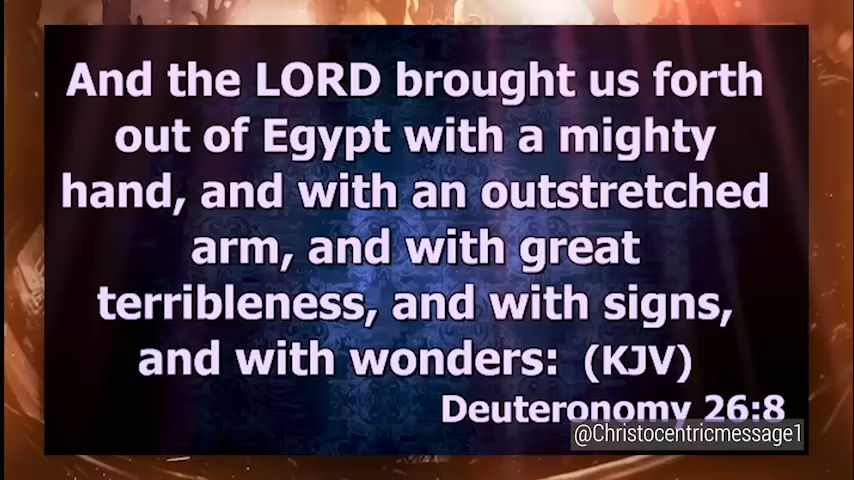 And the LORD brought us forth
out of Egypt with a mighty
hand, and with an outstretched
arm, and with great
terribleness, and with signs,
and with wonders: (KJV)
Deuteronomy 26:8
@Christocentricmessage1